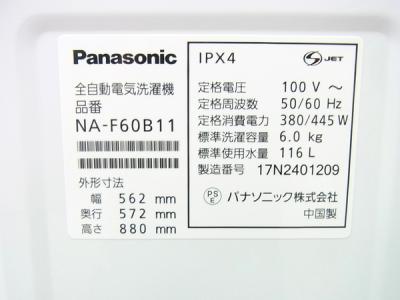 Panasonic
全自動電気洗濯機
品番
NA-F60B11
外形寸法
幅 562 mm
奥行 572 mm
高さ 880 mm
IPX4
S JET
定格電圧 100 V ～
定格周波数 50/60 Hz
定格消費電力 380/445 W
標準洗濯容量 6.0 kg
標準使用水量 116 L
製造番号 17N2401209
PS E パナソニック株式会社
中国製